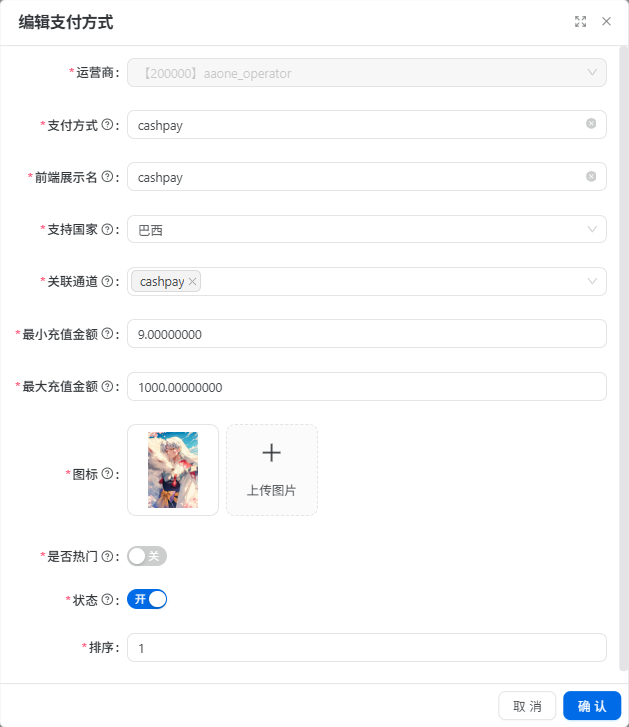 编辑支付方式
*运营商: 【200000】aaone_operator
*支付方式?: cashpay
*前端展示名?: cashpay
*支持国家?: 巴西
*关联通道?: cashpay
*最小充值金额?: 9.00000000
*最大充值金额?: 1000.00000000
*图标?: 上传图片
*是否热门?: 关
*状态?: 开
*排序: 1
取 消 确 认